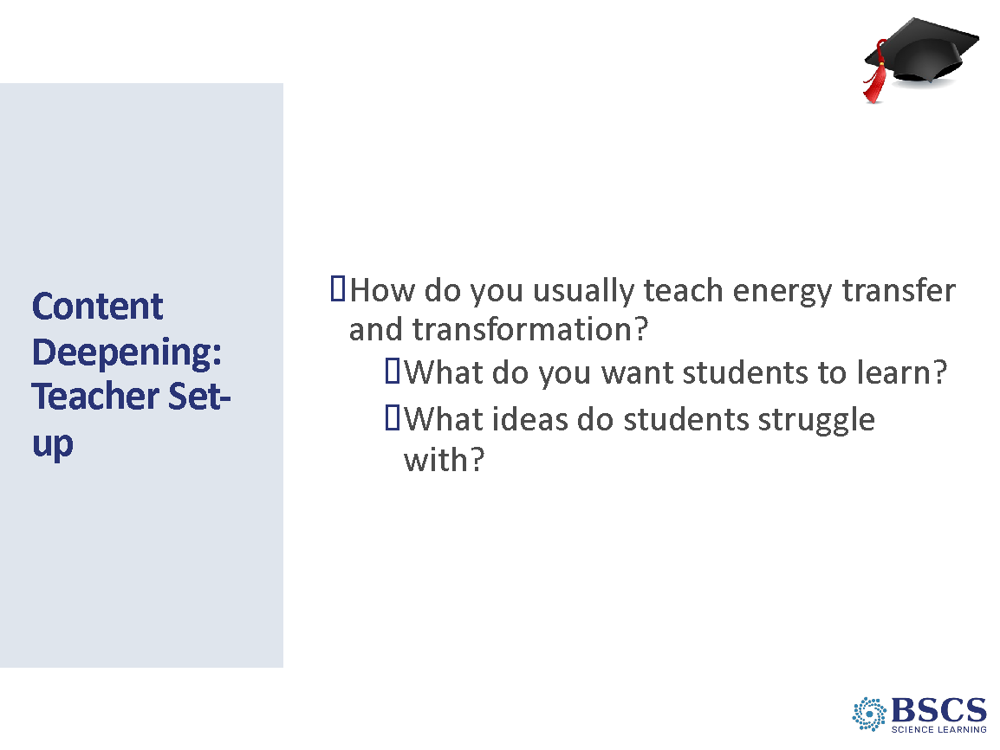 Content
Deepening:
Teacher Set-
up
How do you usually teach energy transfer
and transformation?
What do you want students to learn?
What ideas do students struggle
with?
BSCS
SCIENCE LEARNING